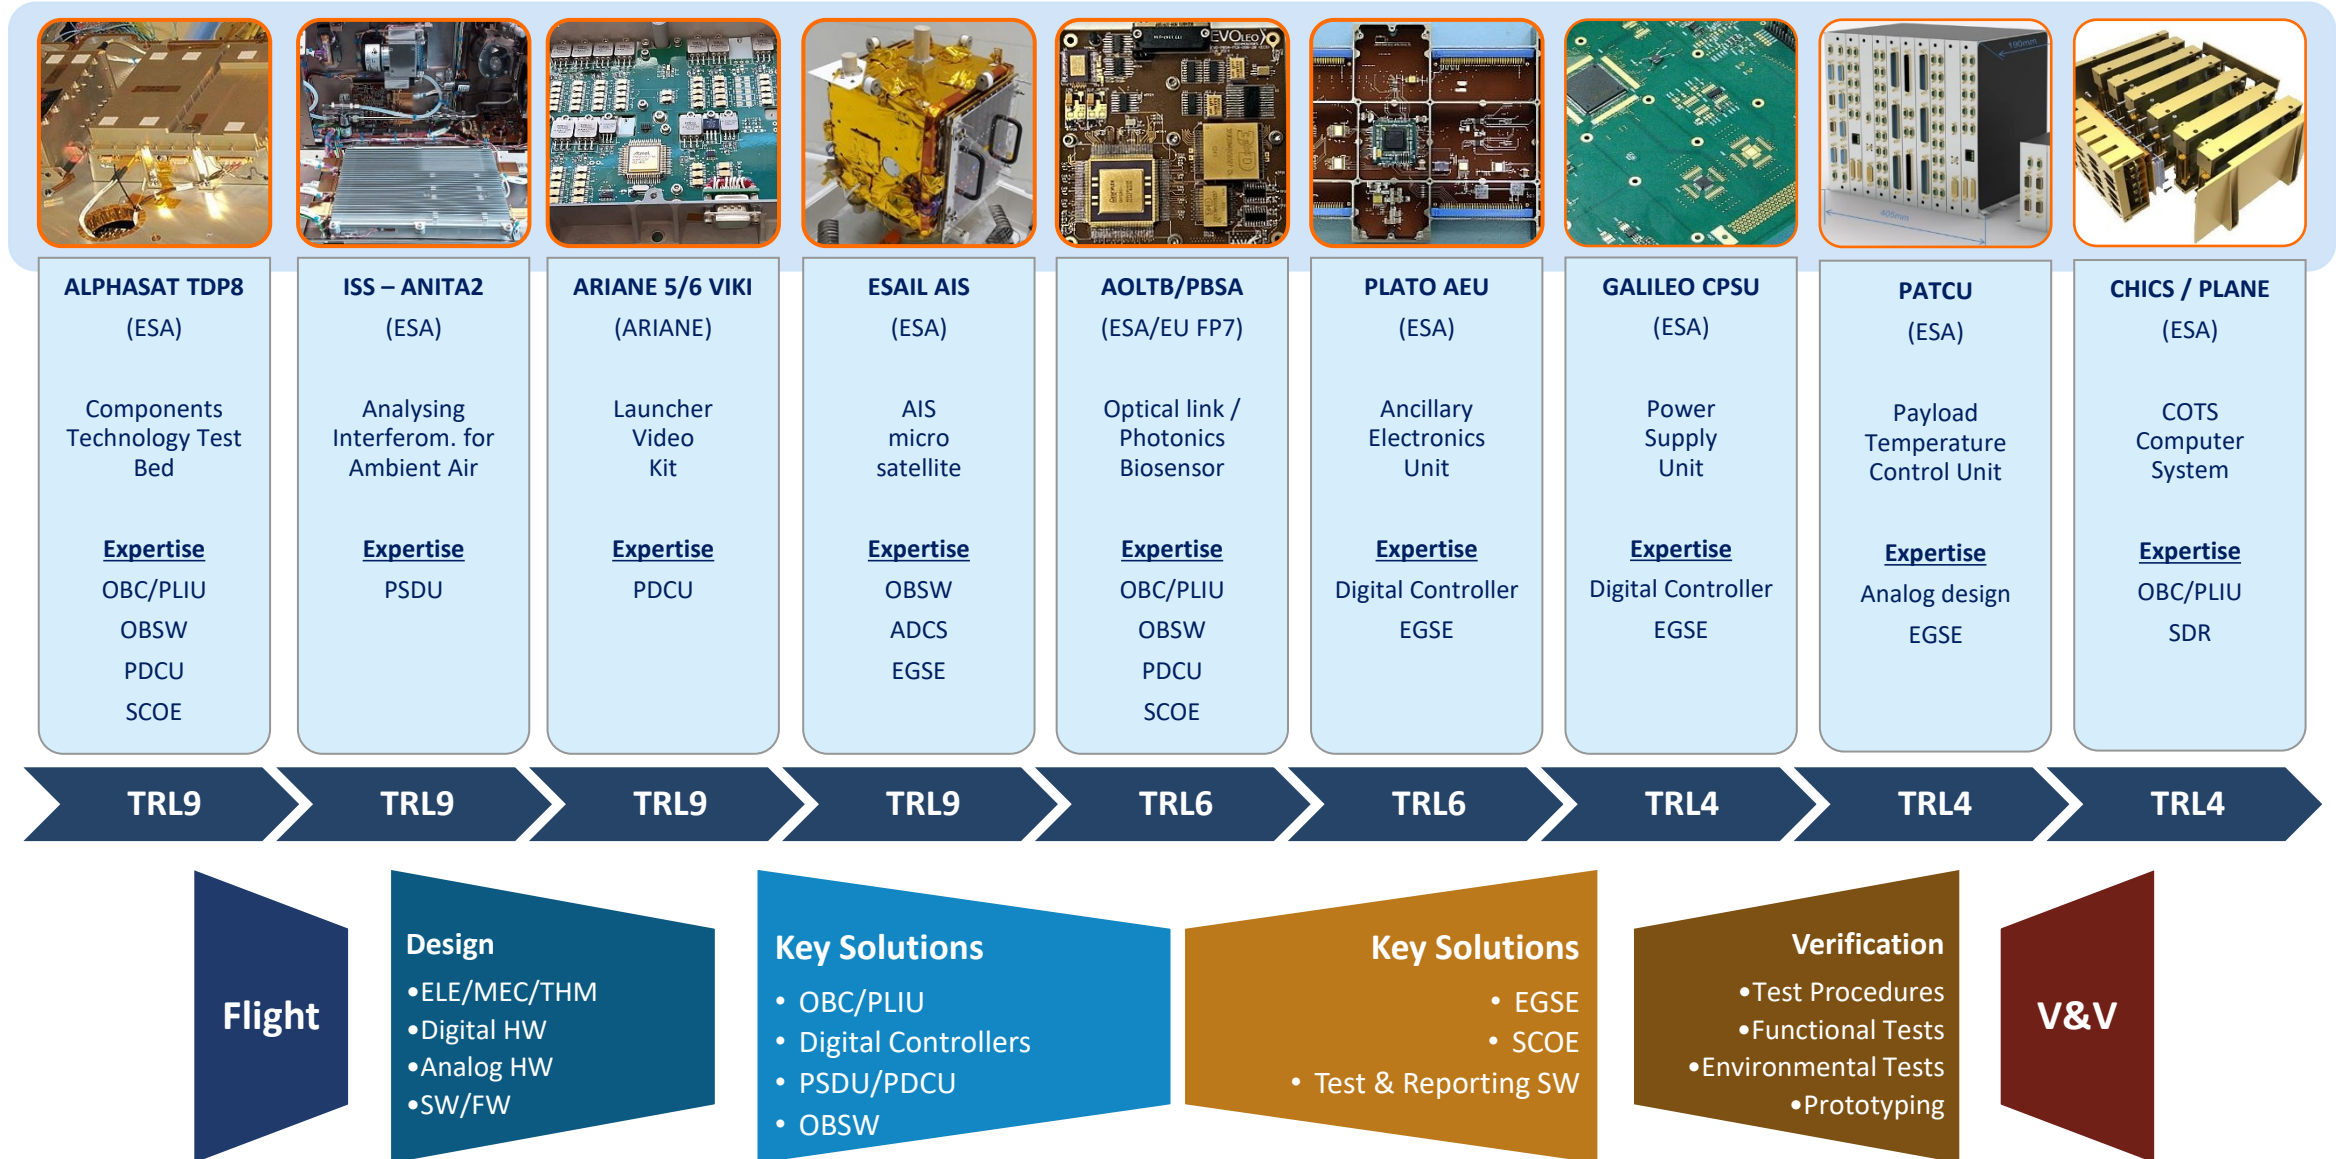 EVOLEO
100mm
405mm
ALPHASAT TDP8
(ESA)
Components
Technology Test
Bed
Expertise
OBC/PLIU
OBSW
PDCU
SCOE
ISS – ANITA2
(ESA)
Analysing
Interferom. for
Ambient Air
Expertise
PSDU
ARIANE 5/6 VIKI
(ARIANE)
Launcher
Video
Kit
Expertise
PDCU
ESAIL AIS
(ESA)
AIS
micro
satellite
Expertise
OBSW
ADCS
EGSE
AOLTB/PBSA
(ESA/EU FP7)
Optical link /
Photonics
Biosensor
Expertise
OBC/PLIU
OBSW
PDCU
SCOE
PLATO AEU
(ESA)
Ancillary
Electronics
Unit
Expertise
Digital Controller
EGSE
GALILEO CPSU
(ESA)
Power
Supply
Unit
Expertise
Digital Controller
EGSE
PATCU
(ESA)
Payload
Temperature
Control Unit
Expertise
Analog design
EGSE
CHICS / PLANE
(ESA)
COTS
Computer
System
Expertise
OBC/PLIU
SDR
TRL9
TRL9
TRL9
TRL9
TRL6
TRL6
TRL4
TRL4
TRL4
Flight
Design
•ELE/MEC/THM
•Digital HW
•Analog HW
•SW/FW
Key Solutions
• OBC/PLIU
• Digital Controllers
• PSDU/PDCU
• OBSW
Key Solutions
• EGSE
• SCOE
• Test & Reporting SW
Verification
•Test Procedures
•Functional Tests
•Environmental Tests
•Prototyping
V&V